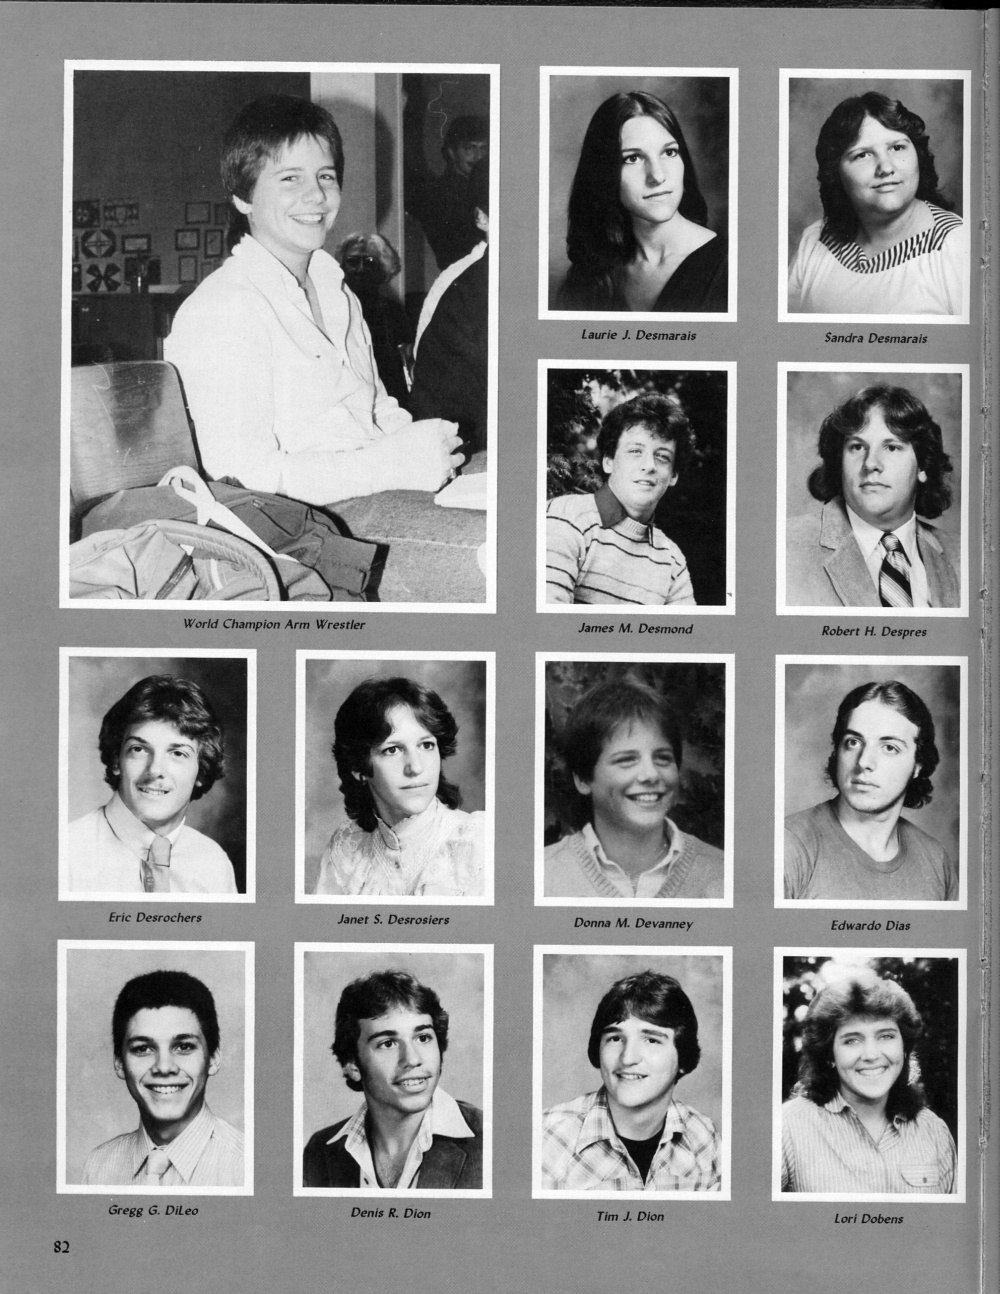 Laurie J. Desmarais
Sandra Desmarais
World Champion Arm Wrestler
James M. Desmond
Robert H. Despres
Eric Desrochers
Janet S. Desrosiers
Donna M. Devanney
Edwardo Dias
Gregg G. DiLeo
Denis R. Dion
Tim J. Dion
Lori Dobens
82